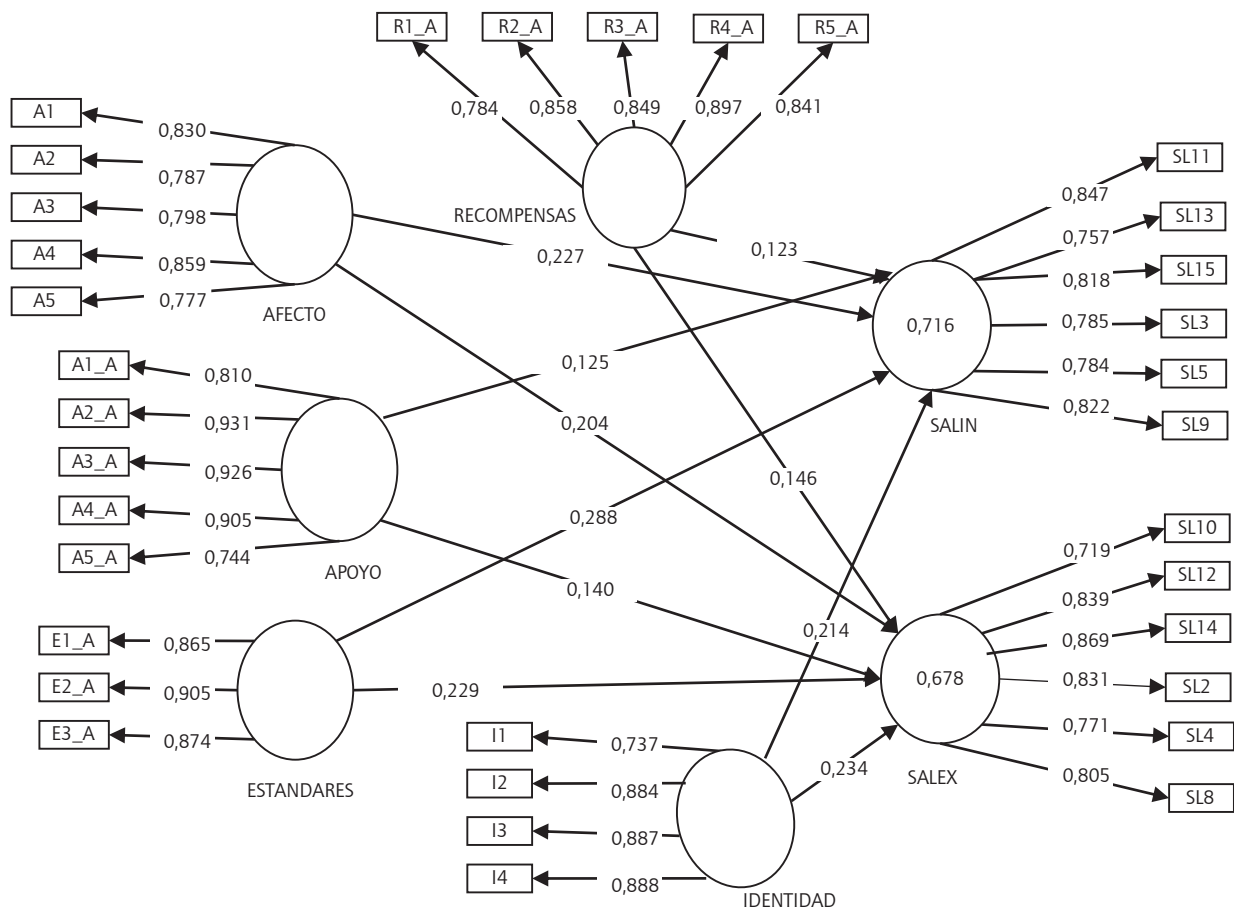 R1_A R2_A R3_A R4_A R5_A
0,784 0,858 0,849 0,897 0,841
RECOMPENSAS
A1 0,830
A2 0,787
A3 0,798
A4 0,859
A5 0,777
AFECTO
0,227
0,123
0,125
0,204
0,146
A1_A 0,810
A2_A 0,931
A3_A 0,926
A4_A 0,905
A5_A 0,744
APOYO
0,288
0,140
0,214
E1_A 0,865
E2_A 0,905
E3_A 0,874
ESTANDARES
0,229
0,234
I1 0,737
I2 0,884
I3 0,887
I4 0,888
IDENTIDAD
0,716
SALIN
0,847 SL11
0,757 SL13
0,818 SL15
0,785 SL3
0,784 SL5
0,822 SL9
0,678
SALEX
0,719 SL10
0,839 SL12
0,869 SL14
0,831 SL2
0,771 SL4
0,805 SL8